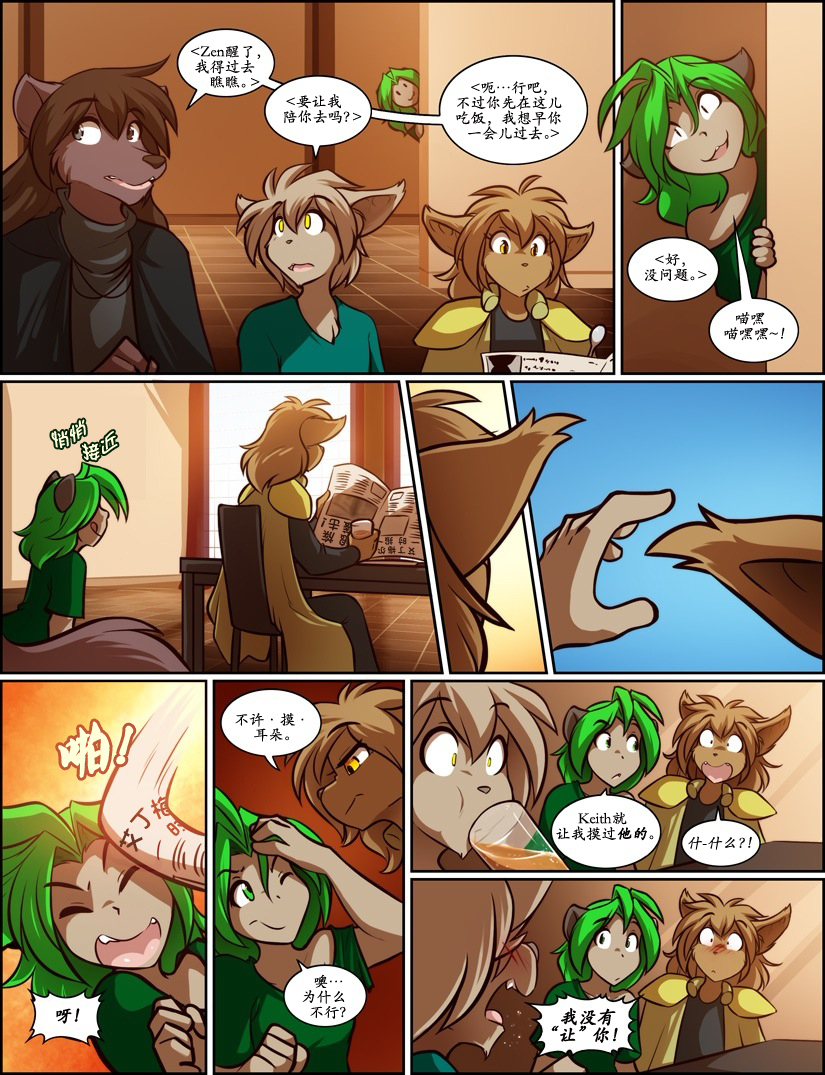 <Zen醒了,
我得过去
瞧瞧。>
<要让我
陪你去吗?>
<呃…行吧,
不过你先在这儿
吃饭,我想早你
一会儿过去。>
<好,
没问题。>
喵嘿
喵嘿嘿~!
悄悄
接近
啪!
艾丁指
时
呀!
不许·摸·
耳朵。
噢…
为什么
不行?
Keith就
让我摸过他的。
什-什么?!
我没有
“让”你!